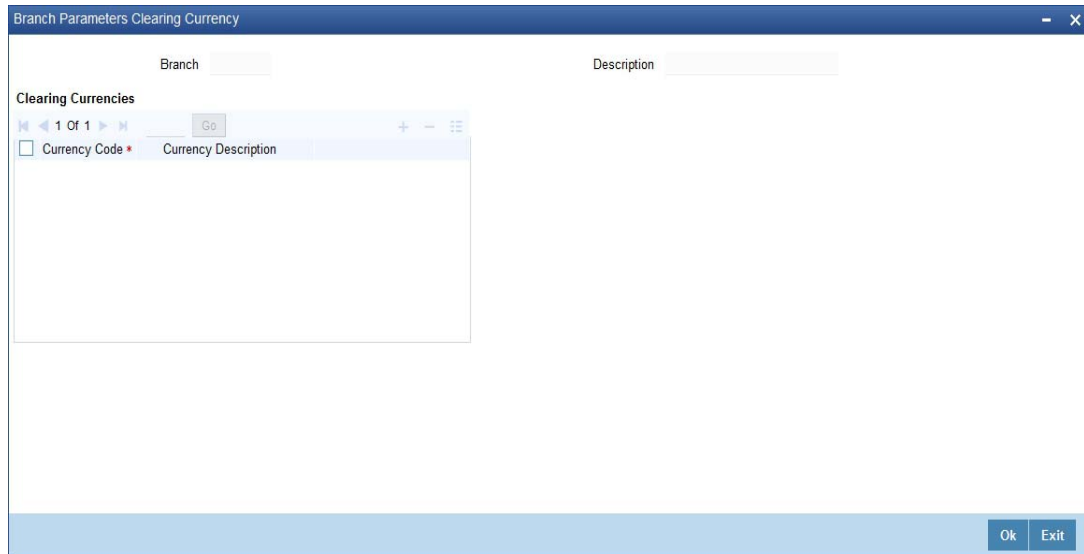 Branch Parameters Clearing Currency
Branch
Description
Clearing Currencies
1 Of 1 Go
Currency Code * Currency Description
Ok Exit